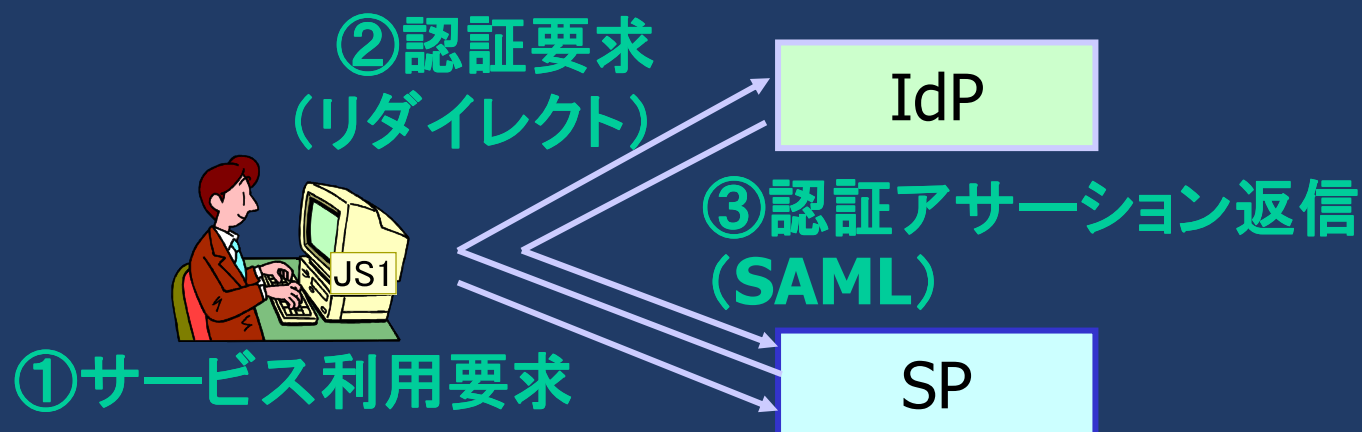 ②認証要求
(リダイレクト)
IdP
③認証アサーション返信
(SAML)
JS1
①サービス利用要求
SP